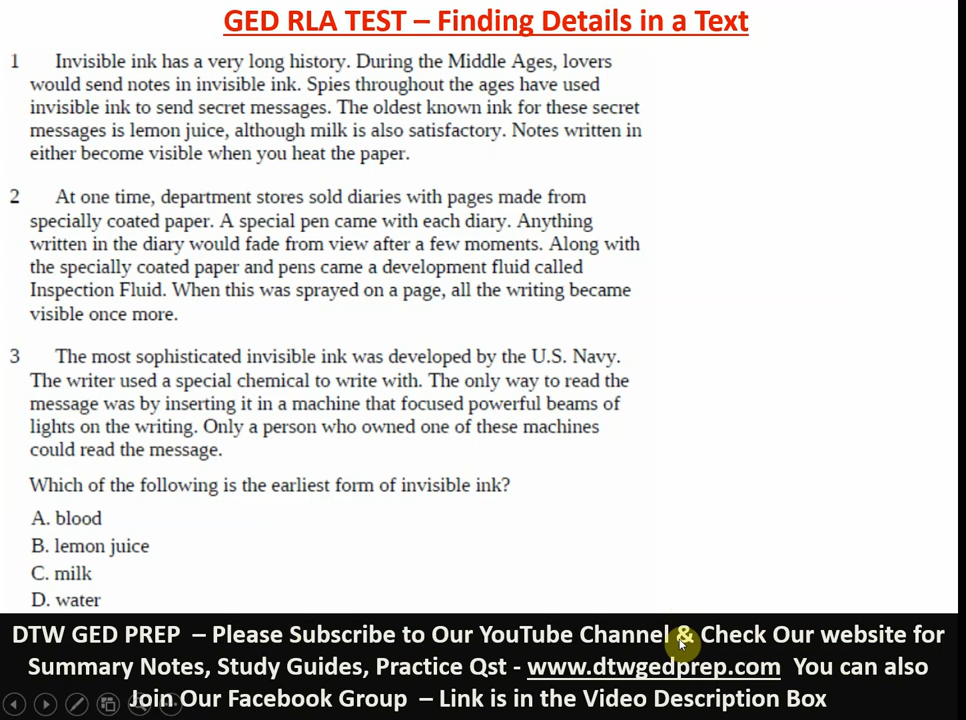 GED RLA TEST – Finding Details in a Text
1 Invisible ink has a very long history. During the Middle Ages, lovers
would send notes in invisible ink. Spies throughout the ages have used
invisible ink to send secret messages. The oldest known ink for these secret
messages is lemon juice, although milk is also satisfactory. Notes written in
either become visible when you heat the paper.
2 At one time, department stores sold diaries with pages made from
specially coated paper. A special pen came with each diary. Anything
written in the diary would fade from view after a few moments. Along with
the specially coated paper and pens came a development fluid called
Inspection Fluid. When this was sprayed on a page, all the writing became
visible once more.
3 The most sophisticated invisible ink was developed by the U.S. Navy.
The writer used a special chemical to write with. The only way to read the
message was by inserting it in a machine that focused powerful beams of
lights on the writing. Only a person who owned one of these machines
could read the message.
Which of the following is the earliest form of invisible ink?
A. blood
B. lemon juice
C. milk
D. water
DTW GED PREP – Please Subscribe to Our YouTube Channel & Check Our website for
Summary Notes, Study Guides, Practice Qst - www.dtwgedprep.com You can also
Join Our Facebook Group – Link is in the Video Description Box